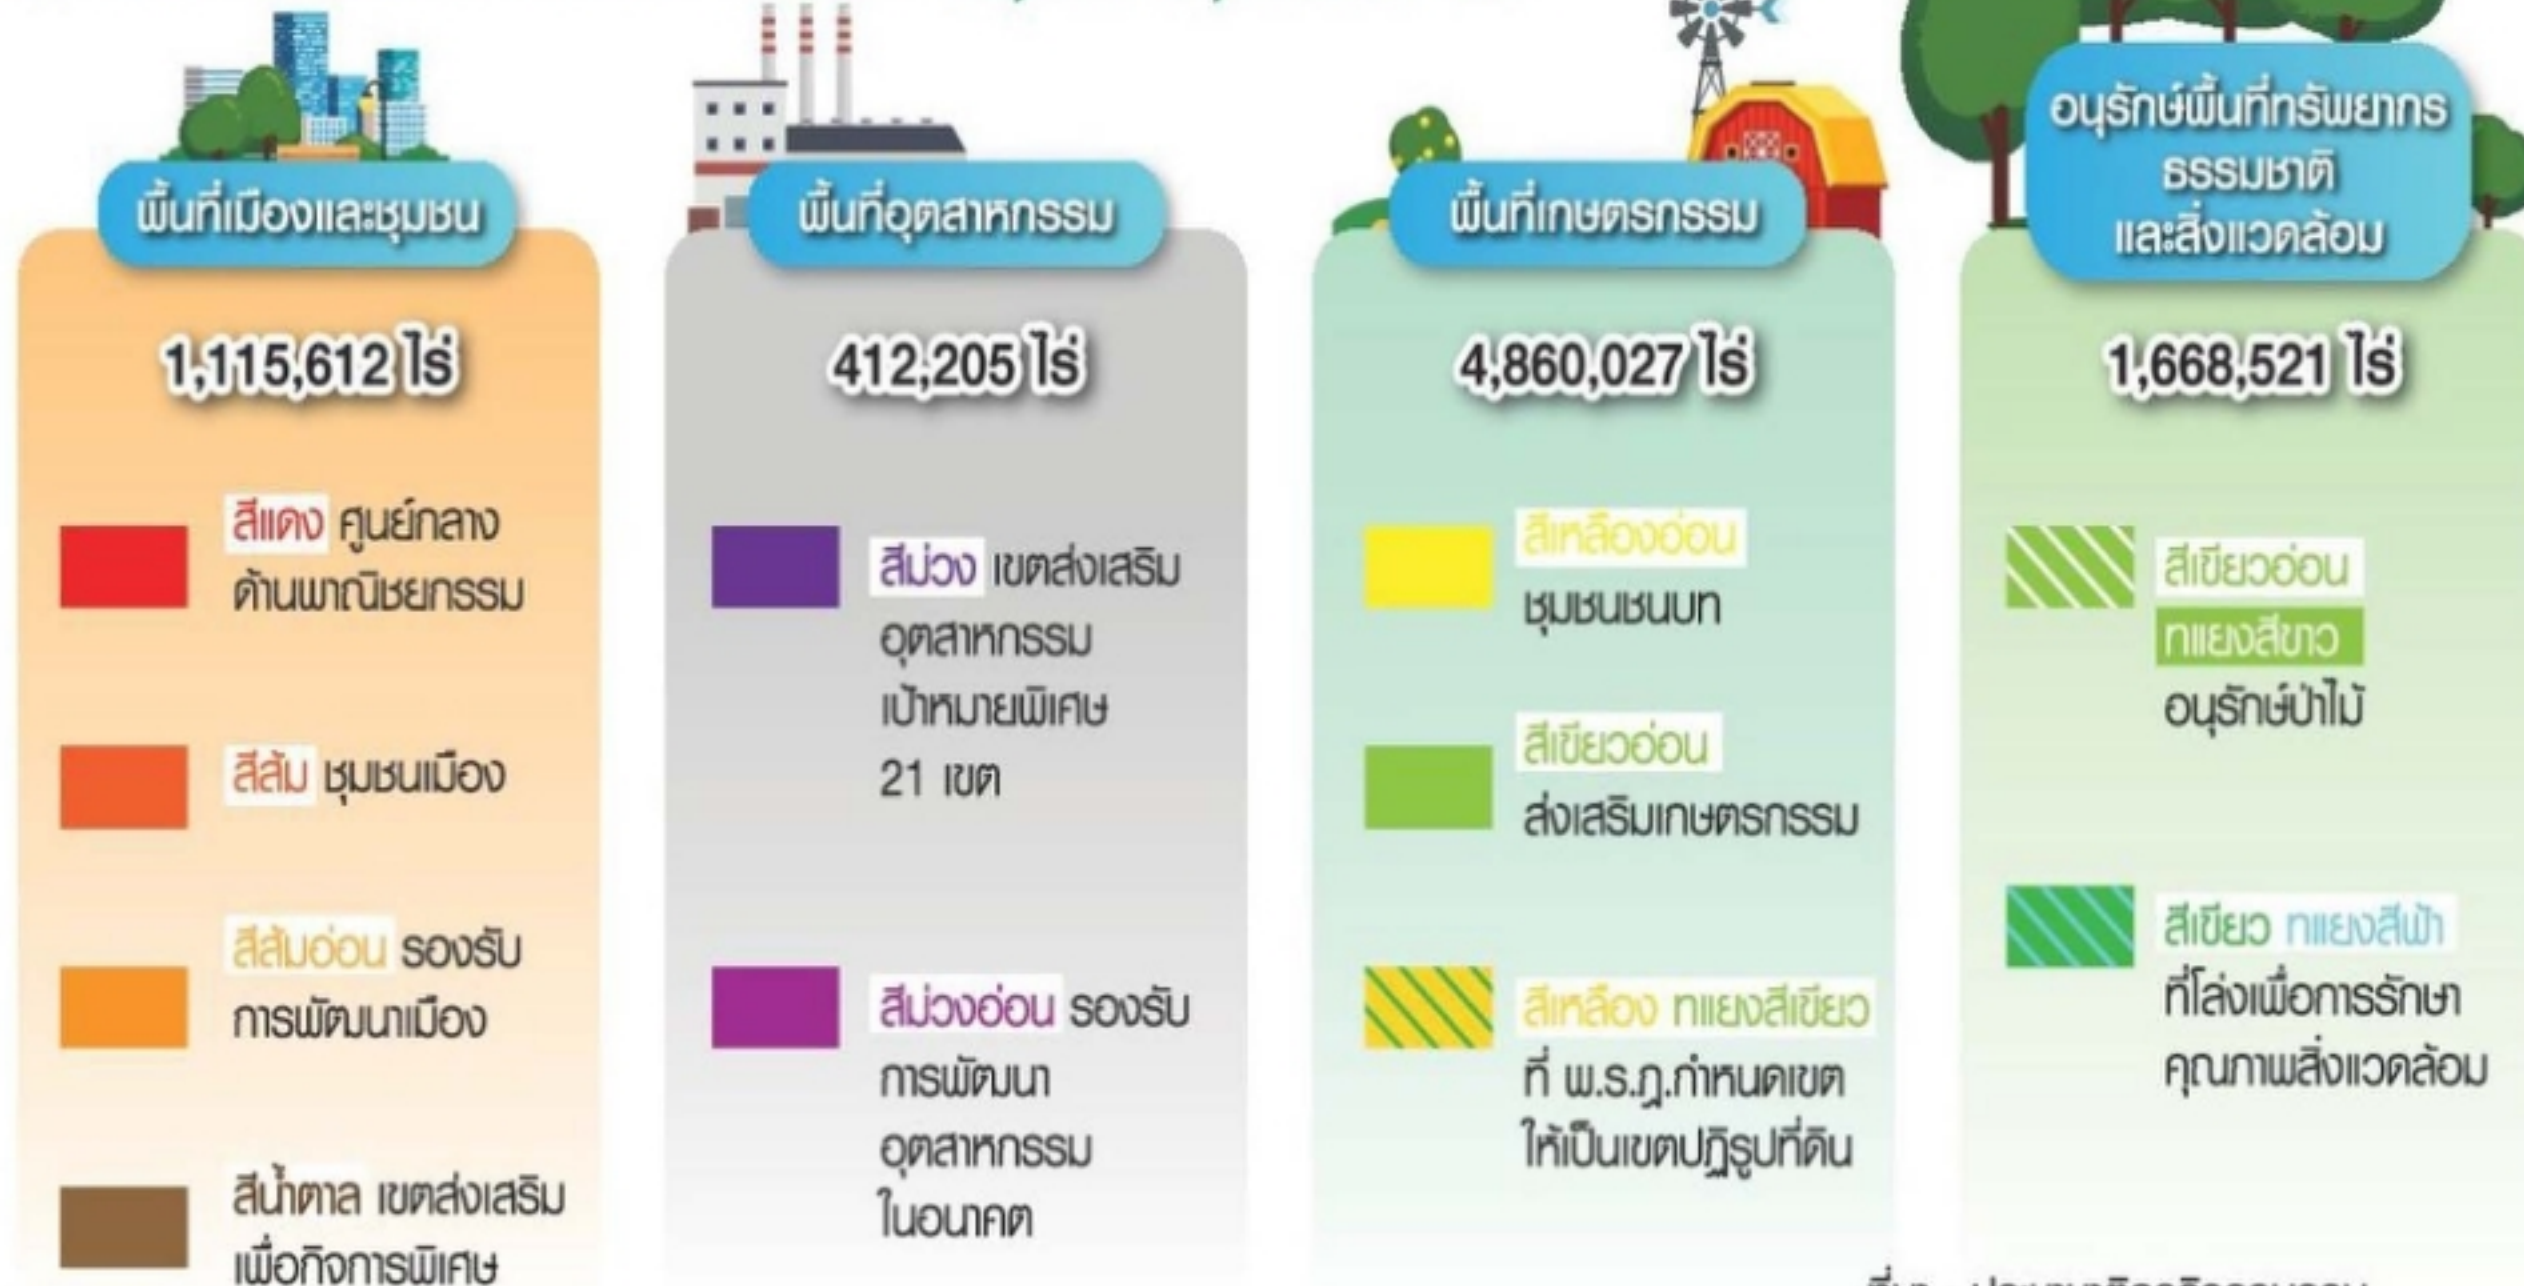 พื้นที่เมืองและชุมชน
1,115,612 ไร่
สีแดง ศูนย์กลาง
ด้านพาณิชยกรรม
สีส้ม ชุมชนเมือง
สีส้มอ่อน รองรับ
การพัฒนาเมือง
สีน้ำตาล เขตส่งเสริม
เพื่อกิจการพิเศษ
พื้นที่อุตสาหกรรม
412,205 ไร่
สีม่วง เขตส่งเสริม
อุตสาหกรรม
เป้าหมายพิเศษ
21 เขต
สีม่วงอ่อน รองรับ
การพัฒนา
อุตสาหกรรม
ในอนาคต
พื้นที่เกษตรกรรม
4,860,027 ไร่
สีเหลืองอ่อน
ชุมชนชนบท
สีเขียวอ่อน
ส่งเสริมเกษตรกรรม
สีเหลือง ทแยงสีเขียว
ที่ พ.ร.ฎ.กำหนดเขต
ให้เป็นเขตปฏิรูปที่ดิน
อนุรักษ์พื้นที่ทรัพยากร
ธรรมชาติ
และสิ่งแวดล้อม
1,668,521 ไร่
สีเขียวอ่อน
ทแยงสีขาว
อนุรักษ์ป่าไม้
สีเขียว ทแยงสีฟ้า
ที่โล่งเพื่อการรักษา
คุณภาพสิ่งแวดล้อม